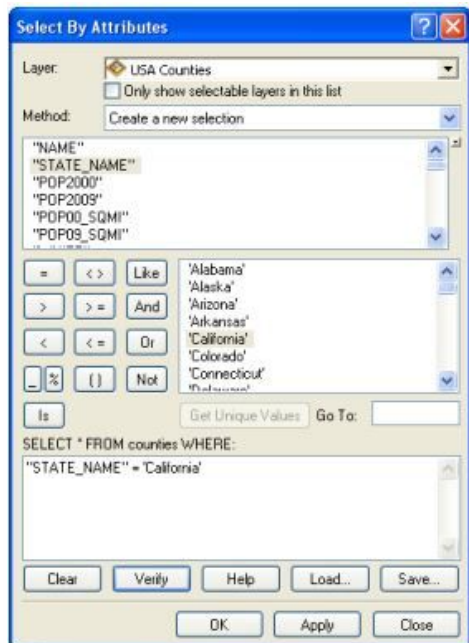 Select By Attributes
Layer: USA Counties
Only show selectable layers in this list
Method: Create a new selection
"NAME"
"STATE_NAME"
"POP2000"
"POP2009"
"POP00_SQMI"
"POP09_SQMI"
= <> Like
> >= And
< <= Or
_ % () Not
Is
'Alabama'
'Alaska'
'Arizona'
'Arkansas'
'California'
'Colorado'
'Connecticut'
'Delaware'
Get Unique Values Go To:
SELECT * FROM counties WHERE:
"STATE_NAME" = 'California'
Clear Verify Help Load... Save...
OK Apply Close